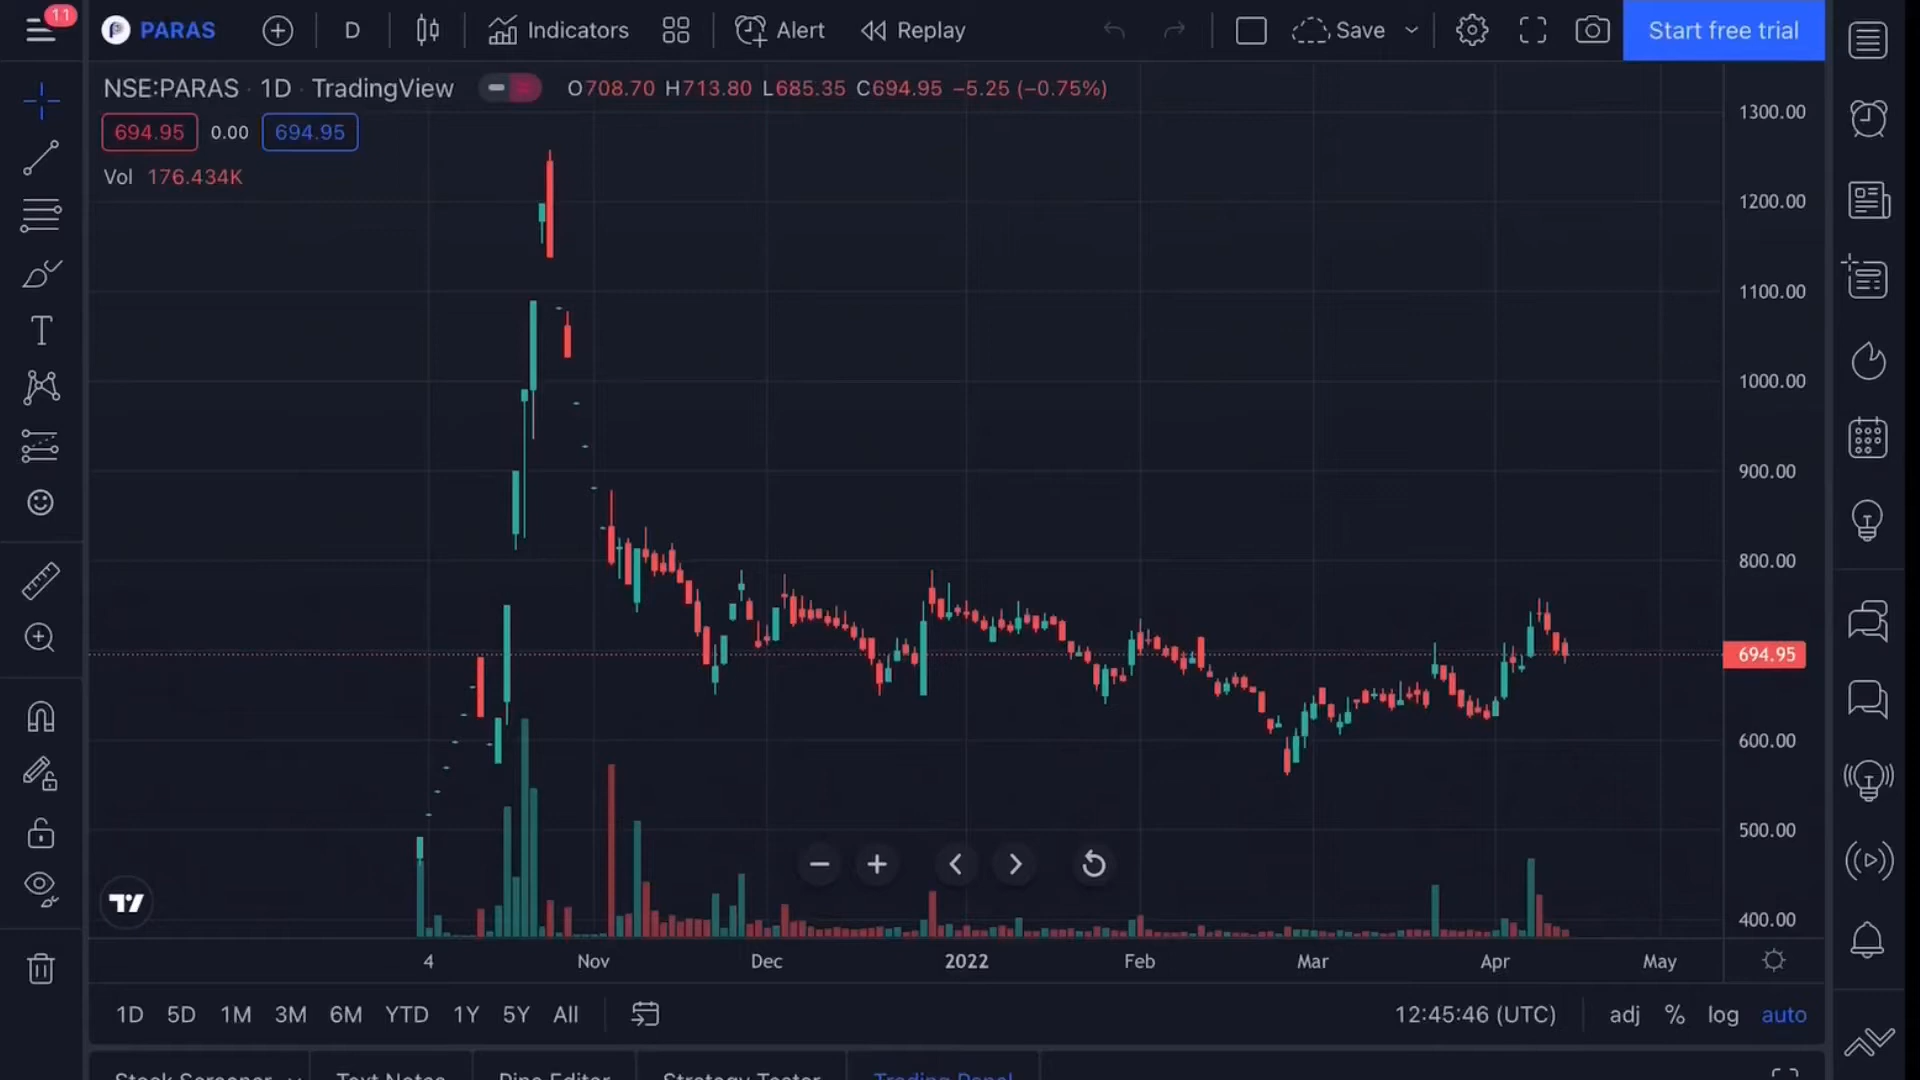 11
PARAS
D
Indicators
Alert
Replay
Save
Start free trial
NSE:PARAS · 1D · TradingView
O708.70 H713.80 L685.35 C694.95 −5.25 (−0.75%)
694.95 0.00 694.95
Vol 176.434K
1300.00
1200.00
1100.00
1000.00
900.00
800.00
694.95
600.00
500.00
400.00
4 Nov Dec 2022 Feb Mar Apr May
1D 5D 1M 3M 6M YTD 1Y 5Y All
12:45:46 (UTC) adj % log auto
Stock Screener Text Notes Pine Editor Strategy Tester Trading Panel